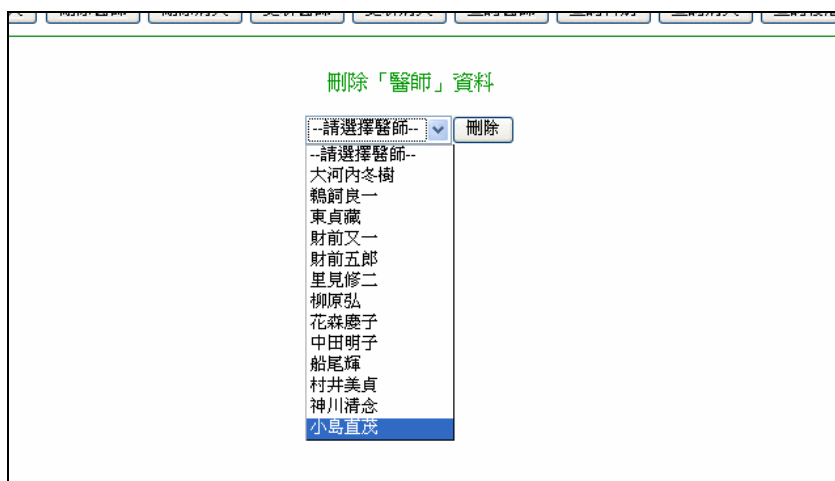 刪除「醫師」資料
--請選擇醫師-- 刪除
--請選擇醫師--
大河內冬樹
鵜飼良一
東貞藏
財前又一
財前五郎
里見修二
柳原弘
花森慶子
中田明子
船尾輝
村井美貞
神川清念
小島直茂